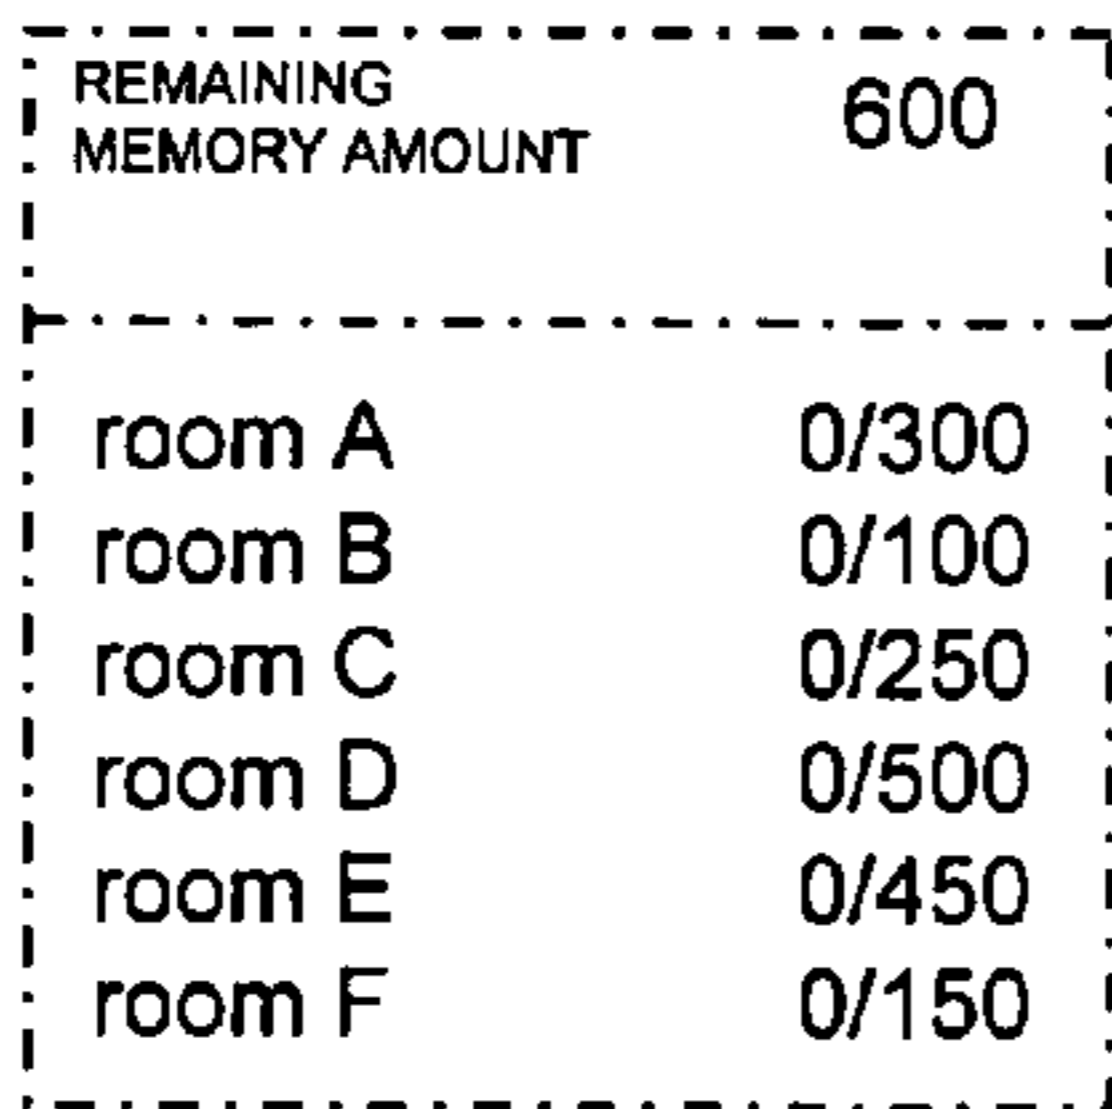 REMAINING
MEMORY AMOUNT 600
room A 0/300
room B 0/100
room C 0/250
room D 0/500
room E 0/450
room F 0/150